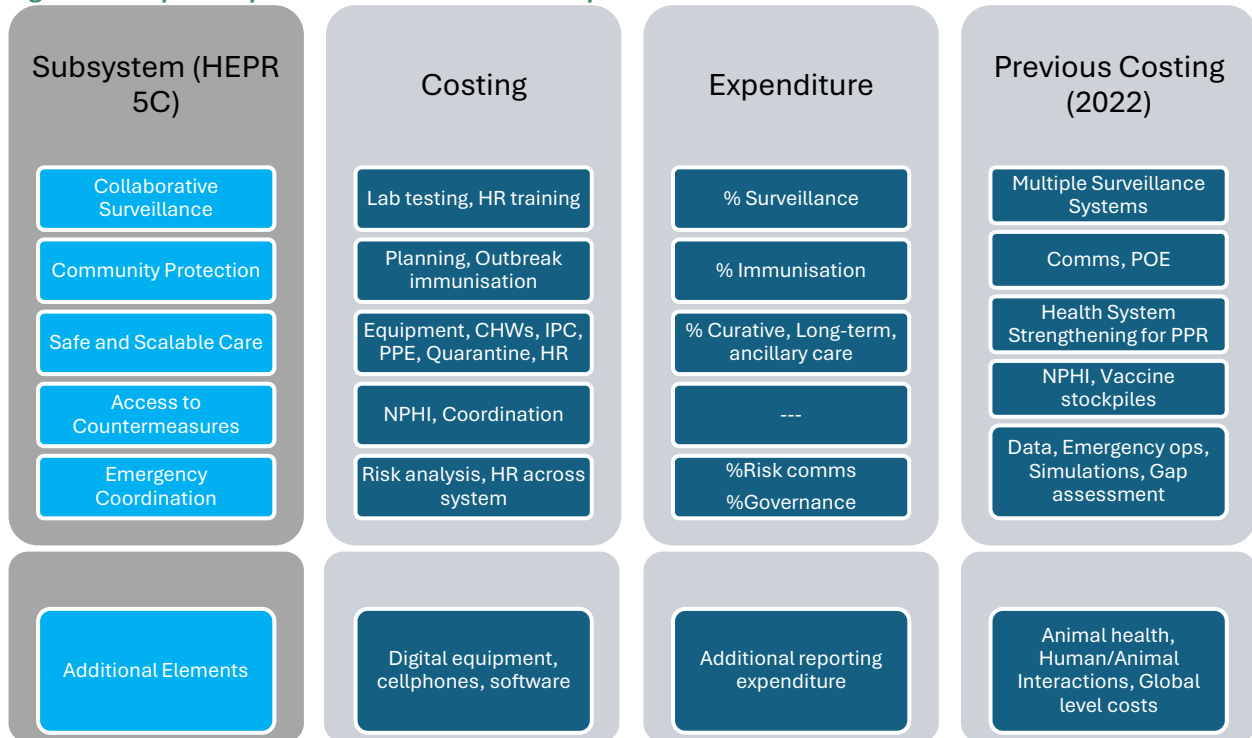 Subsystem (HEPR
5C)
Collaborative
Surveillance
Community Protection
Safe and Scalable Care
Access to
Countermeasures
Emergency
Coordination
Additional Elements
Costing
Lab testing, HR training
Planning, Outbreak
immunisation
Equipment, CHWs, IPC,
PPE, Quarantine, HR
NPHI, Coordination
Risk analysis, HR across
system
Digital equipment,
cellphones, software
Expenditure
% Surveillance
% Immunisation
% Curative, Long-term,
ancillary care
---
%Risk comms
%Governance
Additional reporting
expenditure
Previous Costing
(2022)
Multiple Surveillance
Systems
Comms, POE
Health System
Strengthening for PPR
NPHI, Vaccine
stockpiles
Data, Emergency ops,
Simulations, Gap
assessment
Animal health,
Human/Animal
Interactions, Global
level costs